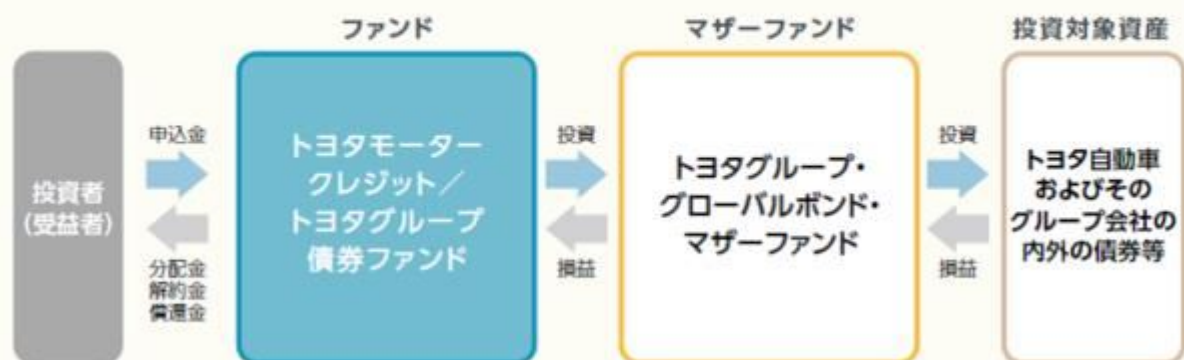 ファンド
マザーファンド
投資対象資産
投資者
(受益者)
申込金
分配金
解約金
償還金
トヨタモーター
クレジット／
トヨタグループ
債券ファンド
投資
損益
トヨタグループ・
グローバルボンド・
マザーファンド
投資
損益
トヨタ自動車
およびその
グループ会社の
内外の債券等